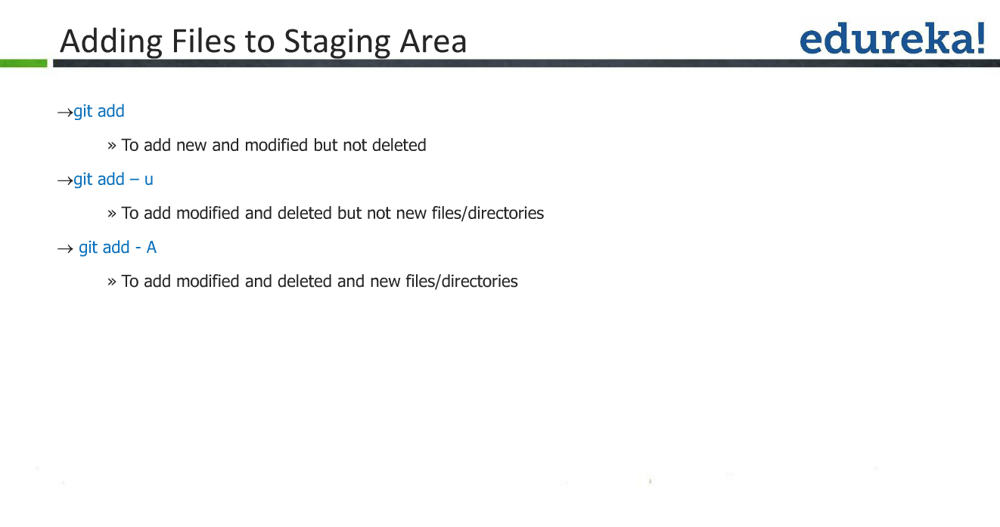 Adding Files to Staging Area
edureka!
→git add
» To add new and modified but not deleted
→git add – u
» To add modified and deleted but not new files/directories
→ git add - A
» To add modified and deleted and new files/directories